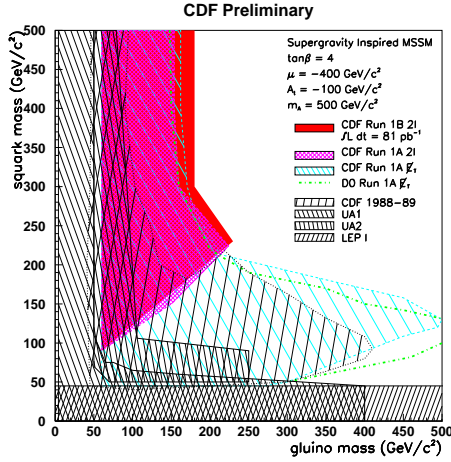 CDF Preliminary
squark mass (GeV/c²)
500
450
400
350
300
250
200
150
100
50
0
Supergravity Inspired MSSM
tanβ = 4
μ = −400 GeV/c²
Aₜ = −100 GeV/c²
m_A = 500 GeV/c²
CDF Run 1B 2l
∫L dt = 81 pb⁻¹
CDF Run 1A 2l
CDF Run 1A E̸ᴛ
D0 Run 1A E̸ᴛ
CDF 1988−89
UA1
UA2
LEP I
0 50 100 150 200 250 300 350 400 450 500
gluino mass (GeV/c²)